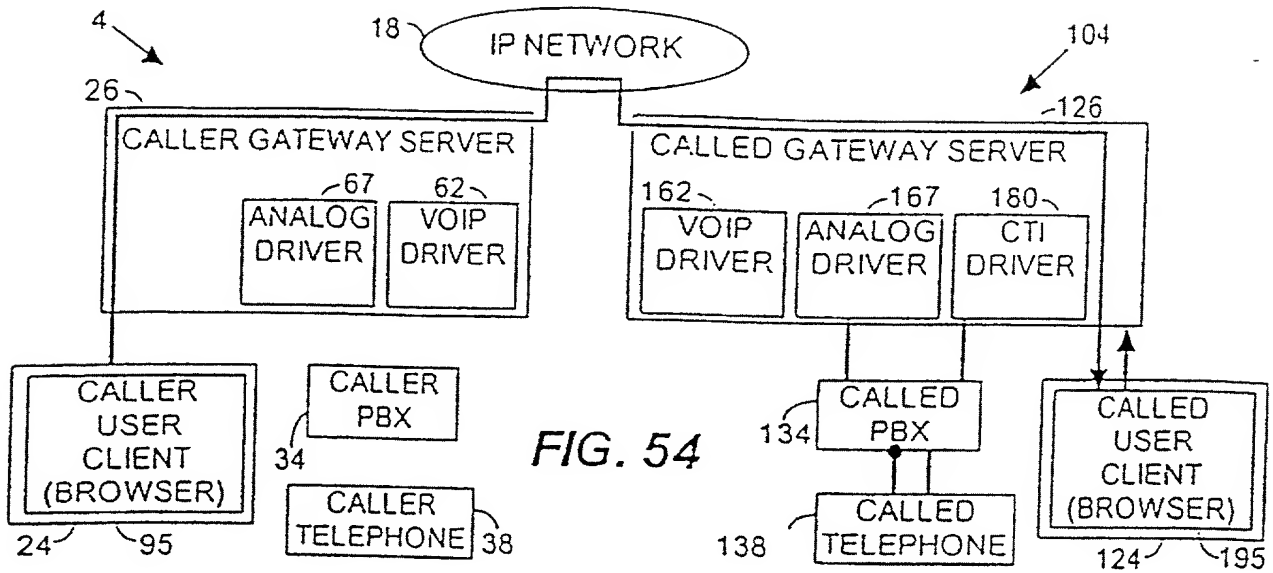 4
18
IP NETWORK
104
26
126
CALLER GATEWAY SERVER
CALLED GATEWAY SERVER
67
62
162
167
180
ANALOG
DRIVER
VOIP
DRIVER
VOIP
DRIVER
ANALOG
DRIVER
CTI
DRIVER
CALLER
USER
CLIENT
(BROWSER)
24
95
CALLER
PBX
34
CALLER
TELEPHONE
38
FIG. 54
CALLED
PBX
134
CALLED
TELEPHONE
138
CALLED
USER
CLIENT
(BROWSER)
124
195